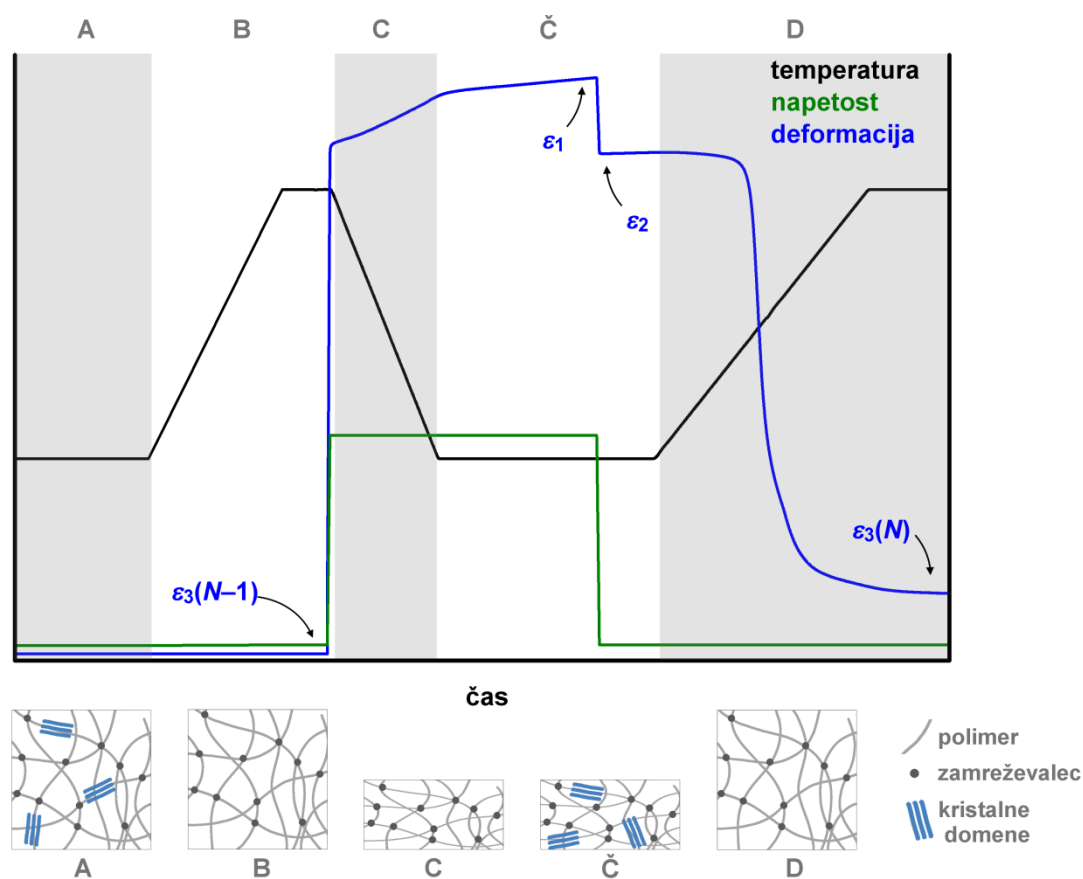 A B C Č D
temperatura
napetost
deformacija
ε1
ε2
ε3(N)
ε3(N–1)
čas
polimer
zamreževalec
kristalne
domene
A B C Č D